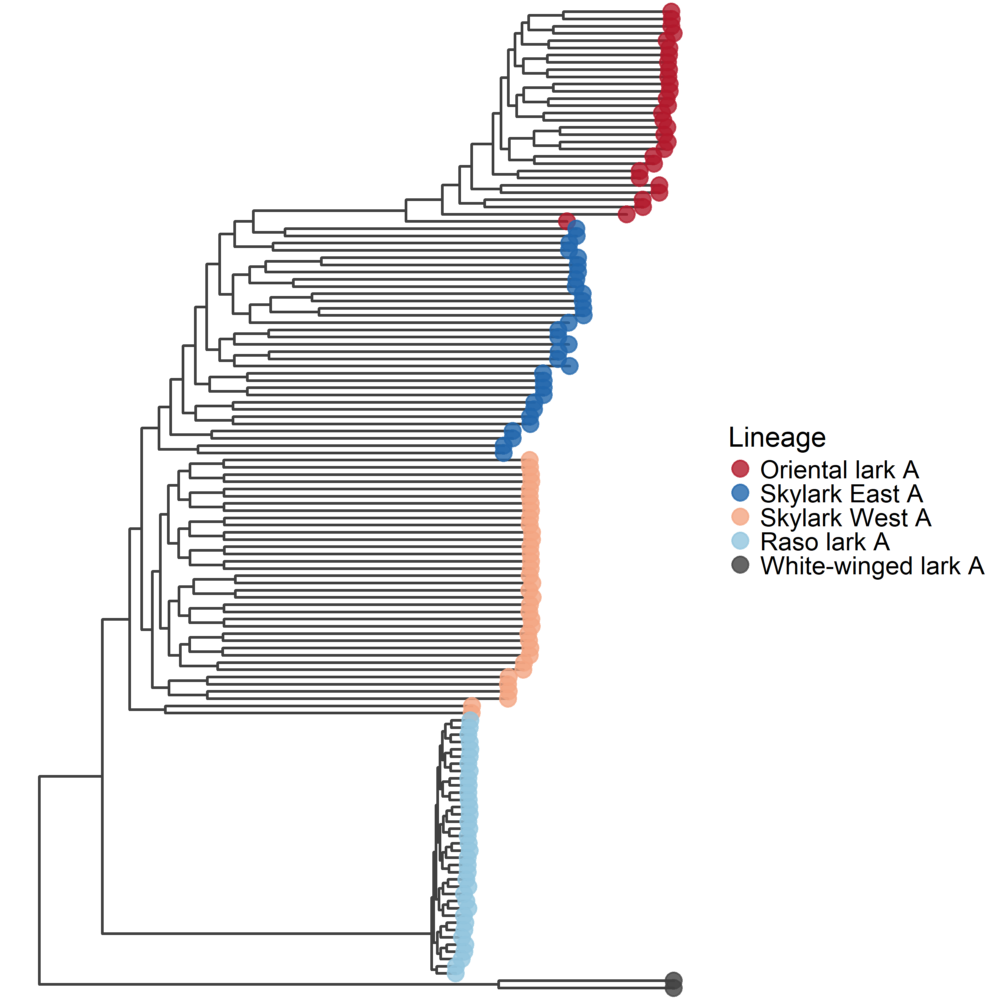 Lineage
Oriental lark A
Skylark East A
Skylark West A
Raso lark A
White-winged lark A